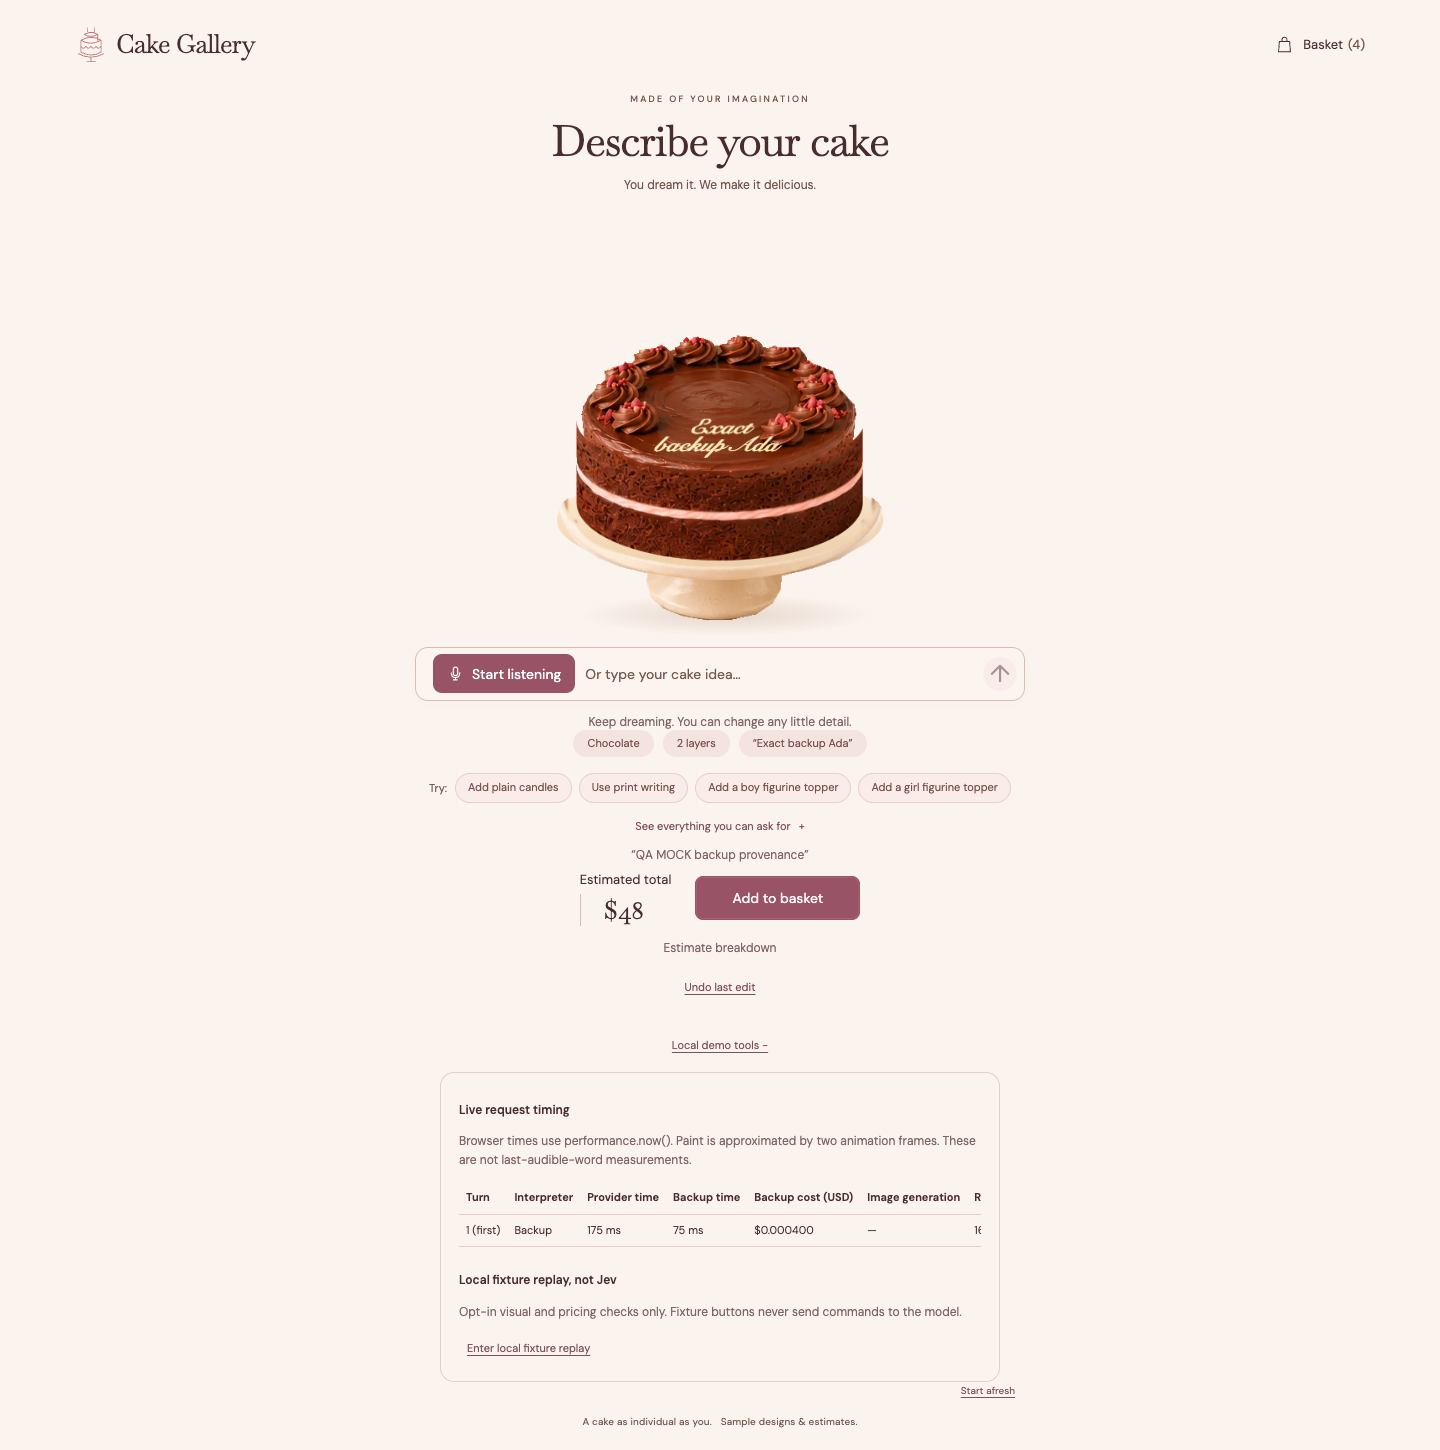 Cake Gallery
Basket (4)
MADE OF YOUR IMAGINATION
Describe your cake
You dream it. We make it delicious.
Exact
backup Ada
Start listening
Or type your cake idea...
Keep dreaming. You can change any little detail.
Chocolate
2 layers
“Exact backup Ada”
Try:
Add plain candles
Use print writing
Add a boy figurine topper
Add a girl figurine topper
See everything you can ask for +
“QA MOCK backup provenance”
Estimated total
$48
Add to basket
Estimate breakdown
Undo last edit
Local demo tools -
Live request timing
Browser times use performance.now(). Paint is approximated by two animation frames. These
are not last-audible-word measurements.
Turn Interpreter Provider time Backup time Backup cost (USD) Image generation R
1 (first) Backup 175 ms 75 ms $0.000400 —
Local fixture replay, not Jev
Opt-in visual and pricing checks only. Fixture buttons never send commands to the model.
Enter local fixture replay
Start afresh
A cake as individual as you. Sample designs & estimates.